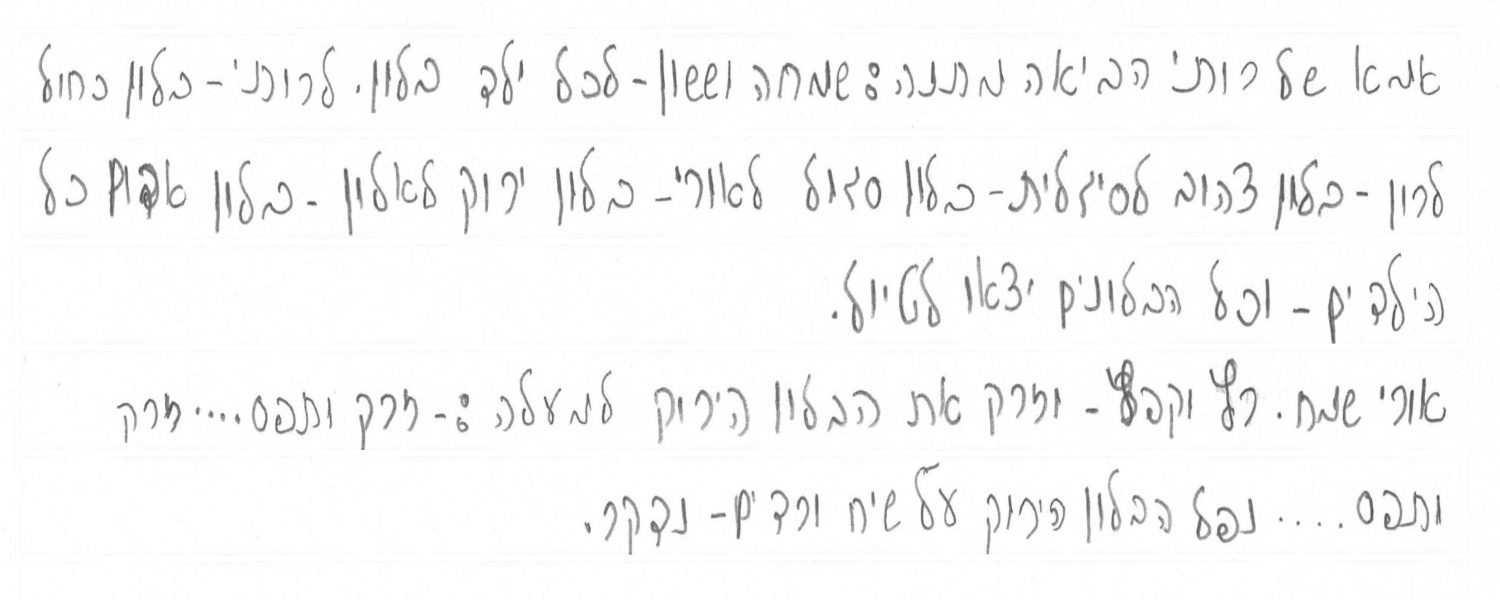 אמא של רותי הביאה מתנה: שמחה וששון - לכל ילד בלון. לרותי - בלון כחול
לרון - בלון צהוב לסיגלית - בלון סגול לאורי - בלון ירוק לאלון - בלון אדום כל
הילדים - וכל הבלונים יצאו לטיול.
אורי שמח. רץ וקפץ - וזרק את הבלון הירוק למעלה :- זרק ותפס .... זרק
ותפס .... נפל הבלון הירוק על שיח ורדים - נדקר.